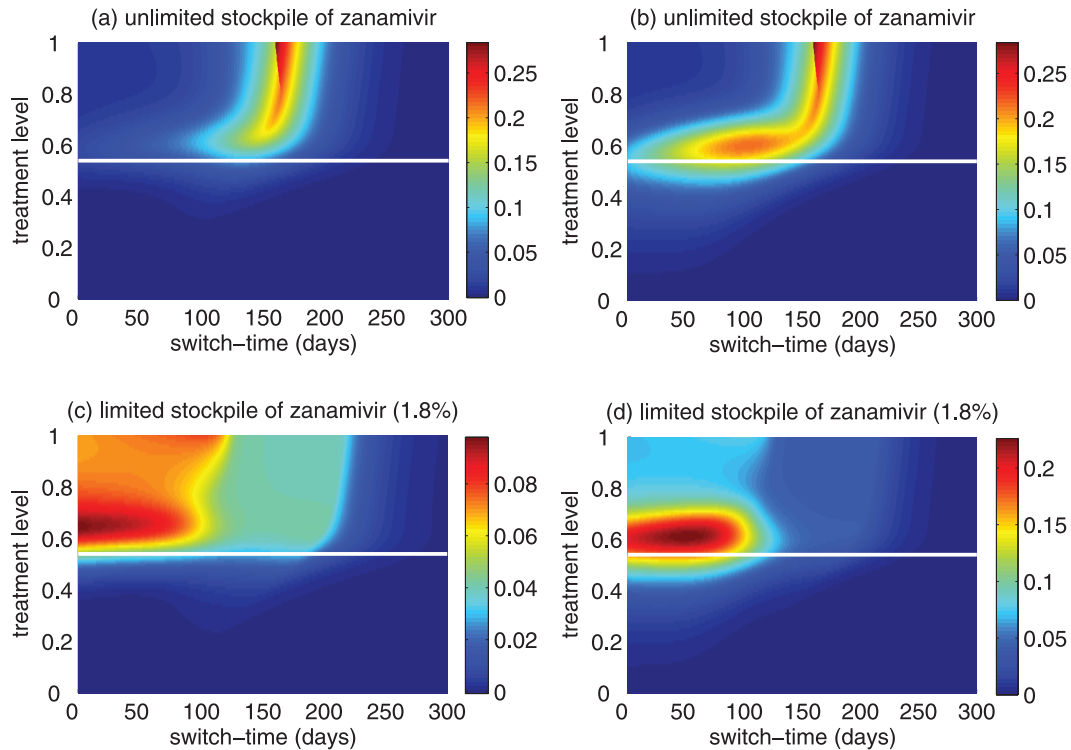 (a) unlimited stockpile of zanamivir
treatment level
1
0.8
0.6
0.4
0.2
0
0 50 100 150 200 250 300
switch–time (days)
0.25
0.2
0.15
0.1
0.05
0
(b) unlimited stockpile of zanamivir
treatment level
1
0.8
0.6
0.4
0.2
0
0 50 100 150 200 250 300
switch–time (days)
0.25
0.2
0.15
0.1
0.05
0
(c) limited stockpile of zanamivir (1.8%)
treatment level
1
0.8
0.6
0.4
0.2
0
0 50 100 150 200 250 300
switch–time (days)
0.08
0.06
0.04
0.02
0
(d) limited stockpile of zanamivir (1.8%)
treatment level
1
0.8
0.6
0.4
0.2
0
0 50 100 150 200 250 300
switch–time (days)
0.2
0.15
0.1
0.05
0